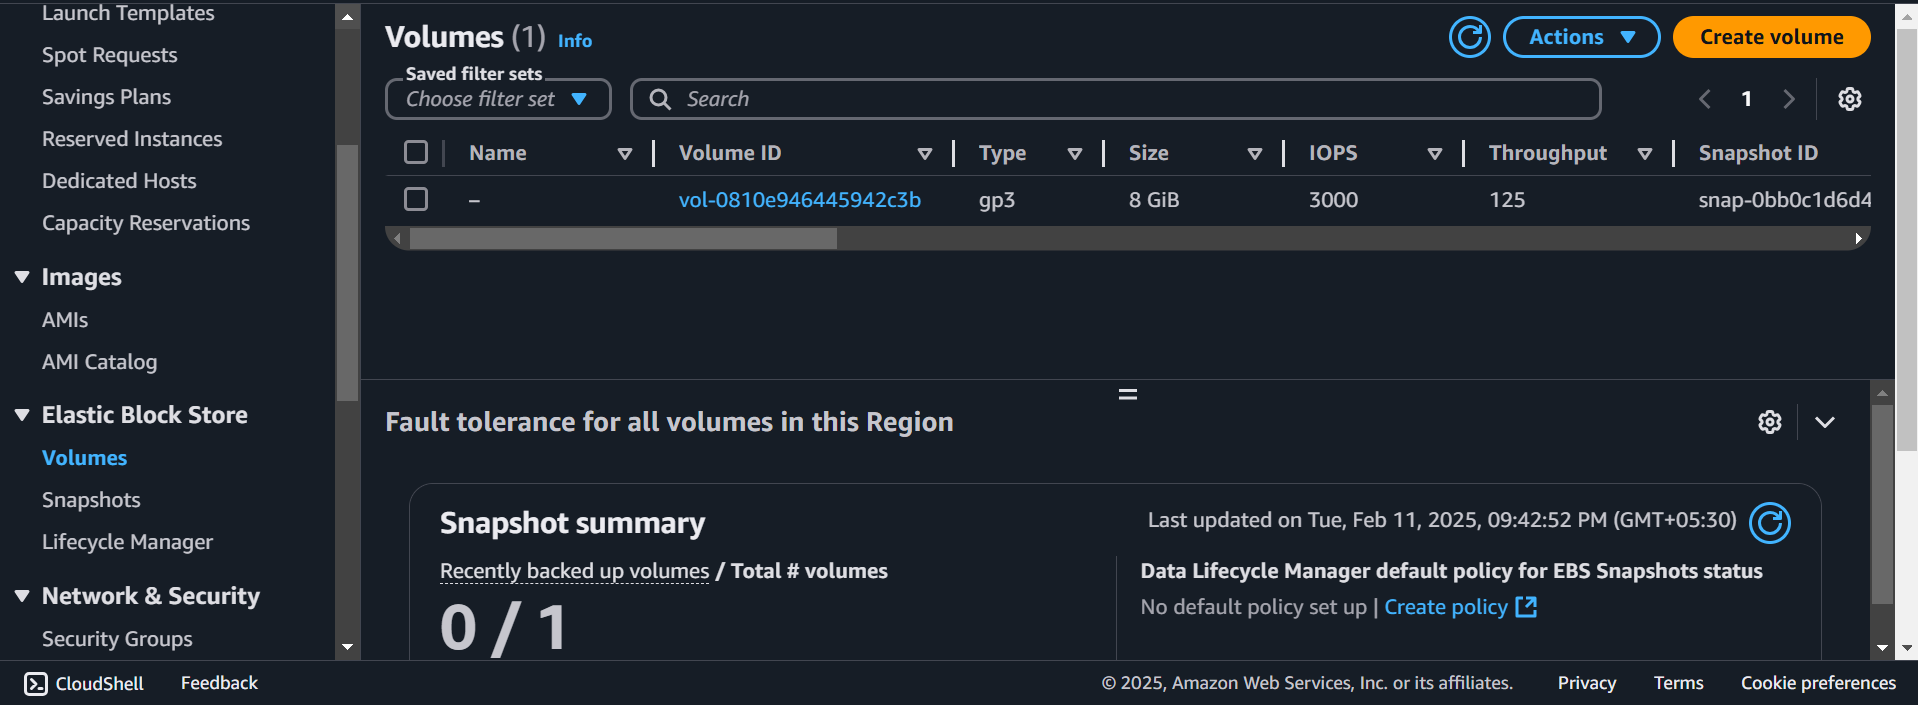 Launch Templates
Spot Requests
Savings Plans
Reserved Instances
Dedicated Hosts
Capacity Reservations
Images
AMIs
AMI Catalog
Elastic Block Store
Volumes
Snapshots
Lifecycle Manager
Network & Security
Security Groups
Volumes (1) Info
Actions
Create volume
Saved filter sets
Choose filter set
Search
1
Name Volume ID Type Size IOPS Throughput Snapshot ID
– vol-0810e946445942c3b gp3 8 GiB 3000 125 snap-0bb0c1d6d4
Fault tolerance for all volumes in this Region
Snapshot summary
Last updated on Tue, Feb 11, 2025, 09:42:52 PM (GMT+05:30)
Recently backed up volumes / Total # volumes
0 / 1
Data Lifecycle Manager default policy for EBS Snapshots status
No default policy set up | Create policy
CloudShell Feedback © 2025, Amazon Web Services, Inc. or its affiliates. Privacy Terms Cookie preferences